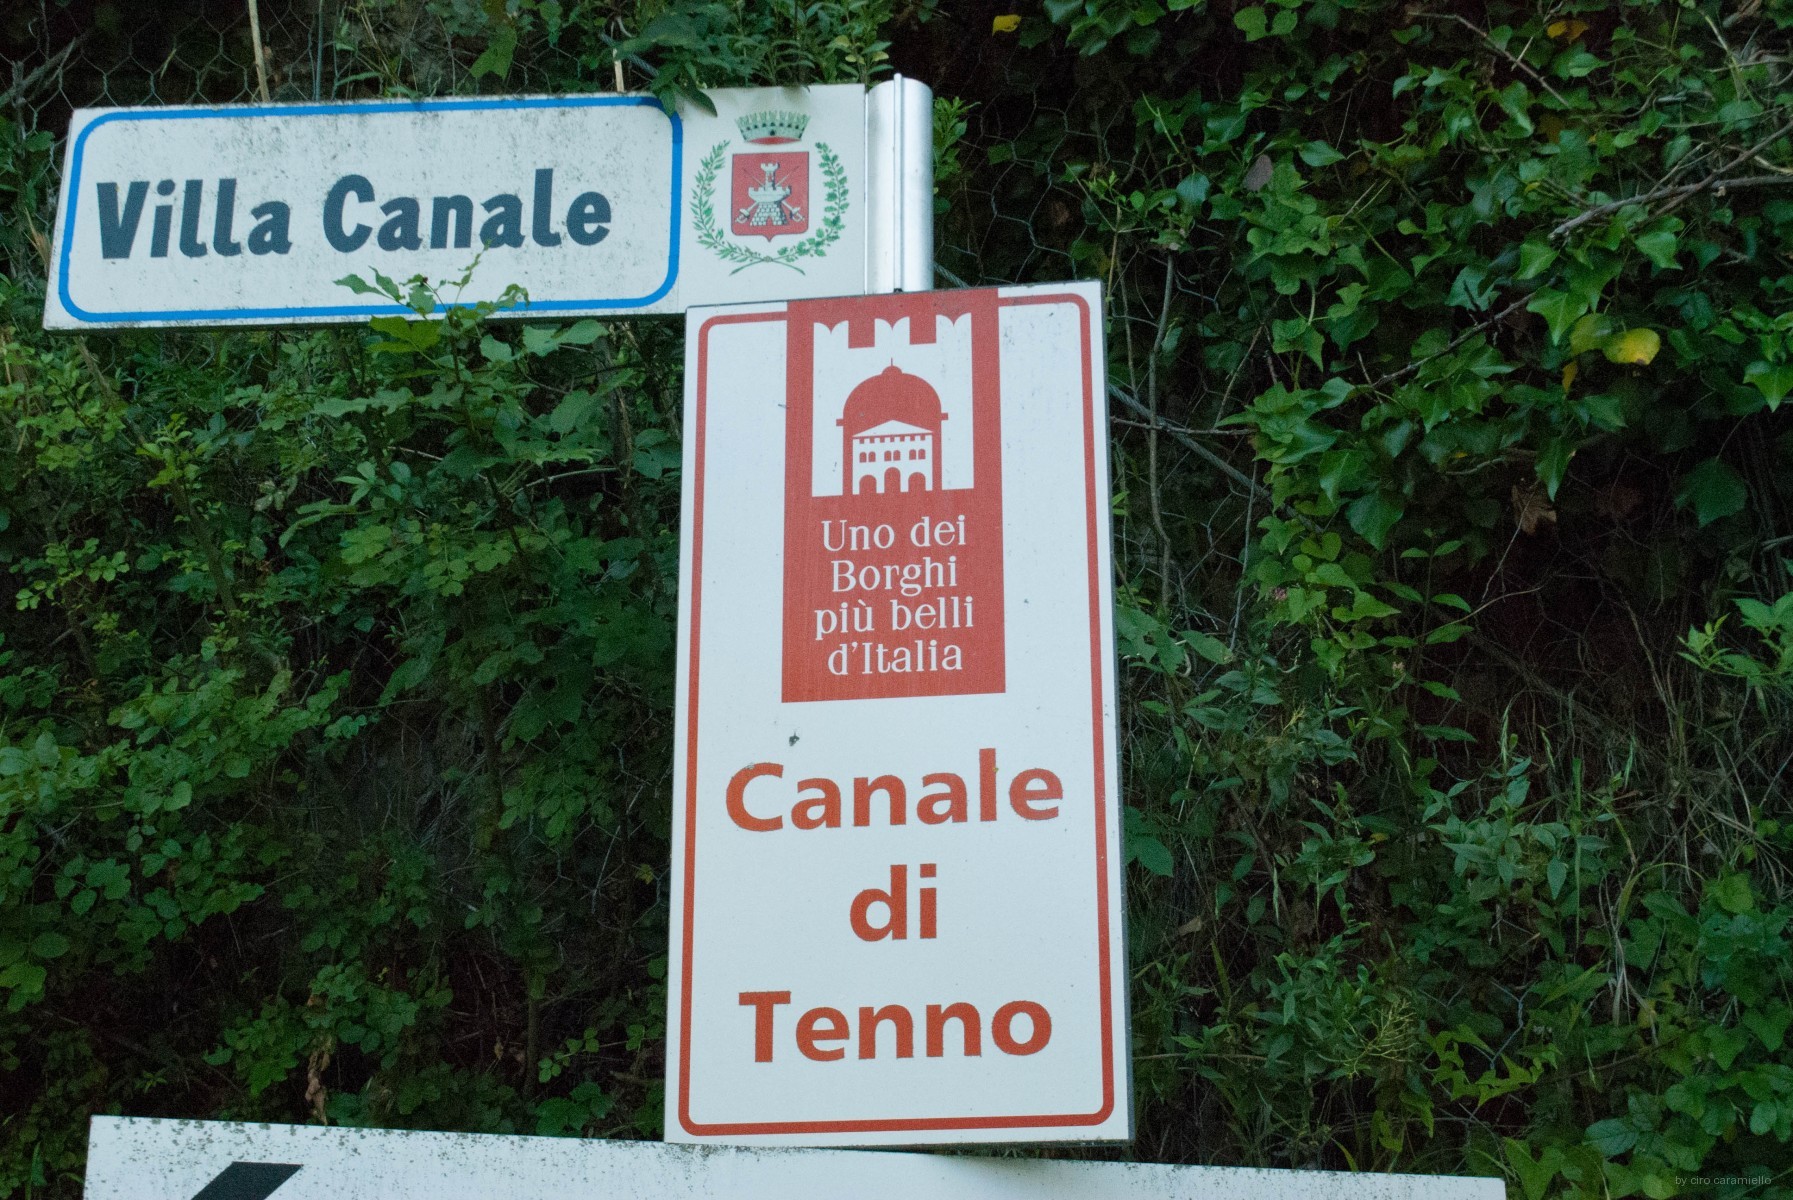 Villa Canale
Uno dei
Borghi
più belli
d'Italia
Canale
di
Tenno
by ciro caramiello